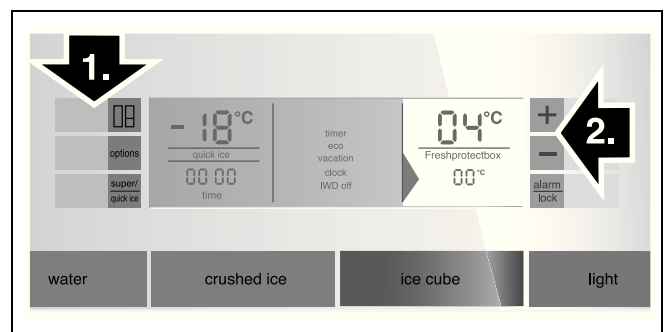 1.
- 18°C
quick ice
00 00
time
timer
eco
vacation
clock
IWD off
04°C
Freshprotectbox
00°C
options
super/
quick ice
+
-
alarm
lock
2.
water
crushed ice
ice cube
light